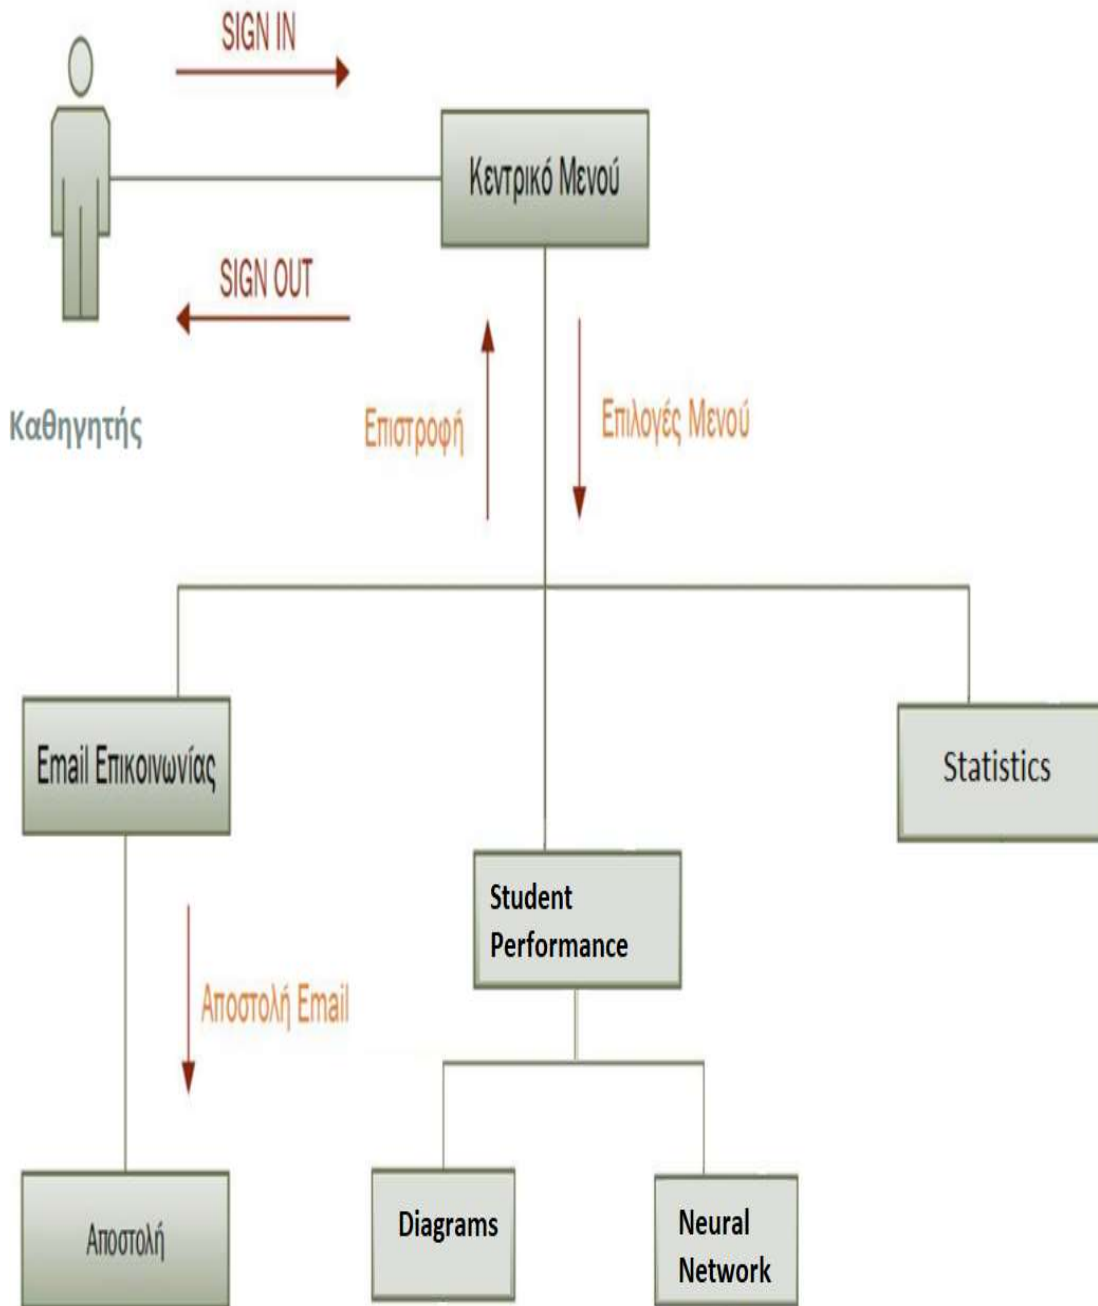 SIGN IN
Κεντρικό Μενού
SIGN OUT
Καθηγητής
Επιστροφή
Επιλογές Μενού
Email Επικοινωνίας
Statistics
Student
Performance
Αποστολή Email
Αποστολή
Diagrams
Neural
Network